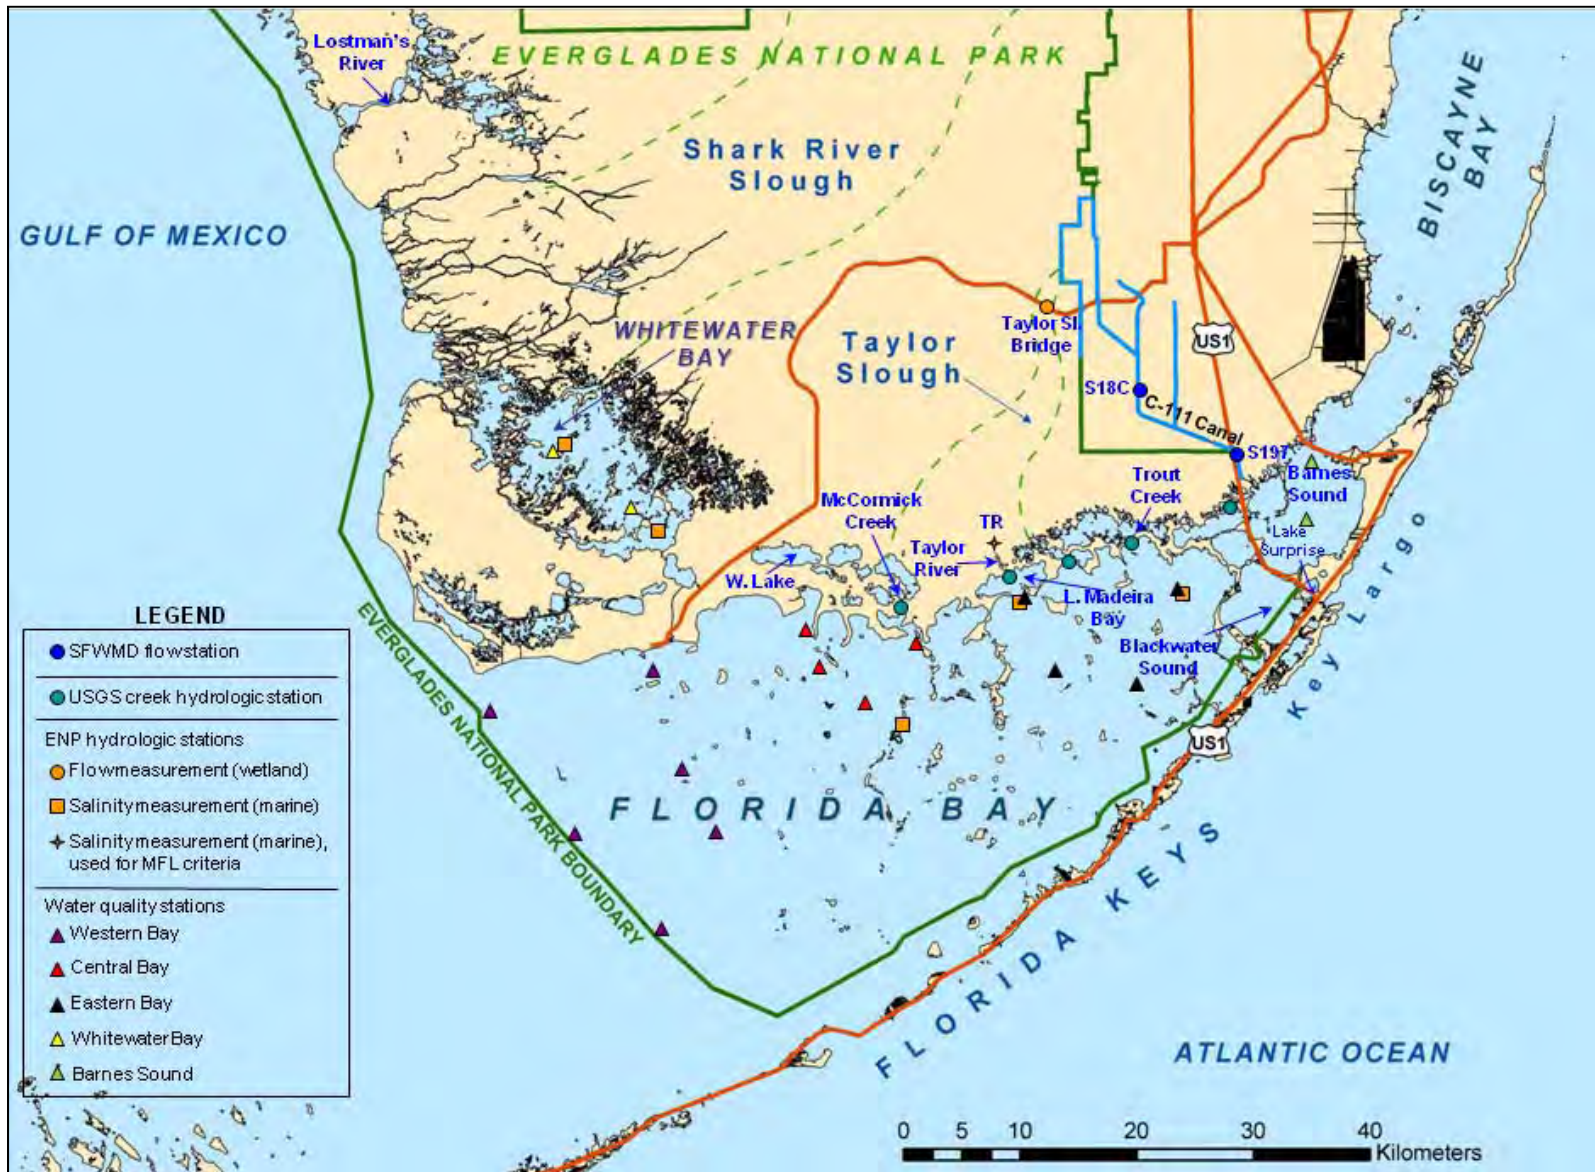 Lostman's
River
EVERGLADES NATIONAL PARK
BISCAYNE
BAY
Shark River
Slough
GULF OF MEXICO
WHITEWATER
BAY
Taylor Sl.
Bridge
US1
Taylor
Slough
S18C
C-111 Canal
S197
Barnes
Sound
Trout
Creek
McCormick
Creek
TR
Lake
Surprise
Taylor
River
W. Lake
L. Madeira
Bay
Blackwater
Sound
Key Largo
US1
EVERGLADES NATIONAL PARK BOUNDARY
FLORIDA BAY
FLORIDA KEYS
ATLANTIC OCEAN
LEGEND
SFWMD flowstation
USGS creek hydrologic station
ENP hydrologic stations
Flow measurement (wetland)
Salinity measurement (marine)
Salinity measurement (marine),
used for MFL criteria
Water quality stations
Western Bay
Central Bay
Eastern Bay
Whitewater Bay
Barnes Sound
0 5 10 20 30 40
Kilometers